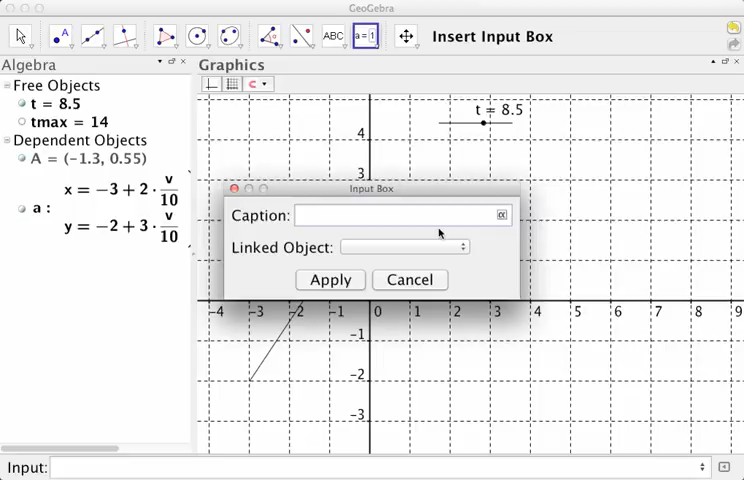 GeoGebra
ABC
a=1
Insert Input Box
Algebra
Graphics
Free Objects
t = 8.5
tmax = 14
Dependent Objects
A = (−1.3, 0.55)
a :
x = −3 + 2 · v/10
y = −2 + 3 · v/10
t = 8.5
4
3
Input Box
Caption:
α
Linked Object:
Apply
Cancel
−4 −3 −2 −1 0 1 2 3 4 5 6 7 8 9
−1
−2
−3
Input: